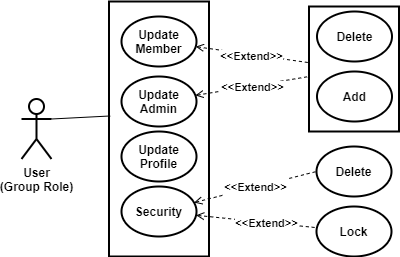 Update
Member
Update
Admin
Update
Profile
Security
User
(Group Role)
<<Extend>>
<<Extend>>
<<Extend>>
<<Extend>>
Delete
Add
Delete
Lock